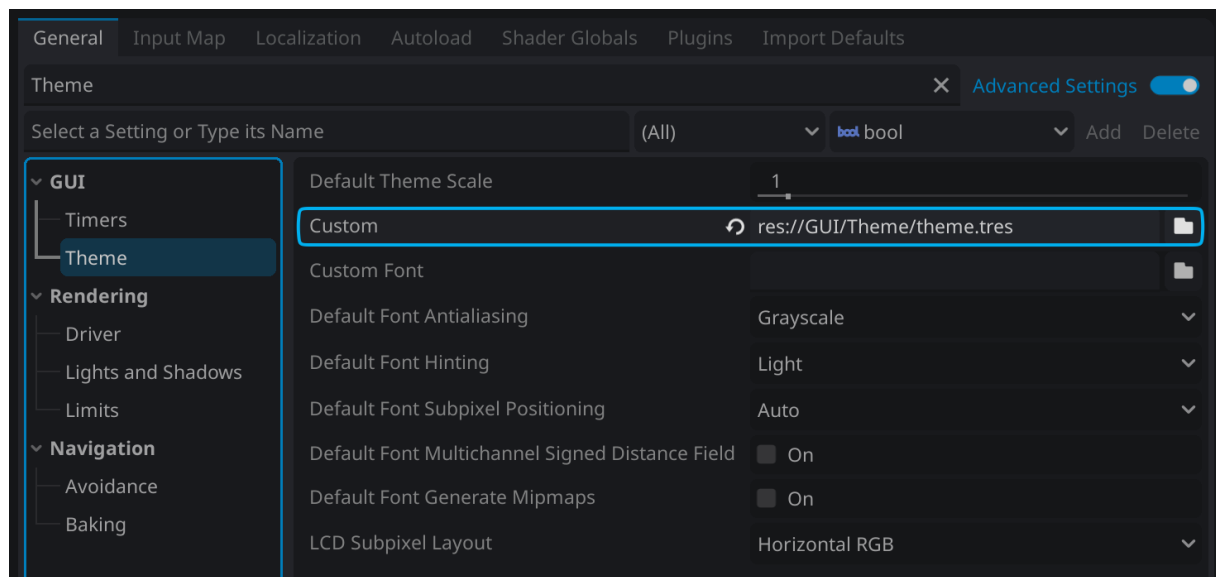 General Input Map Localization Autoload Shader Globals Plugins Import Defaults
Theme Advanced Settings
Select a Setting or Type its Name (All) bool bool Add Delete
GUI
Timers
Theme
Rendering
Driver
Lights and Shadows
Limits
Navigation
Avoidance
Baking
Default Theme Scale 1
Custom res://GUI/Theme/theme.tres
Custom Font
Default Font Antialiasing Grayscale
Default Font Hinting Light
Default Font Subpixel Positioning Auto
Default Font Multichannel Signed Distance Field On
Default Font Generate Mipmaps On
LCD Subpixel Layout Horizontal RGB